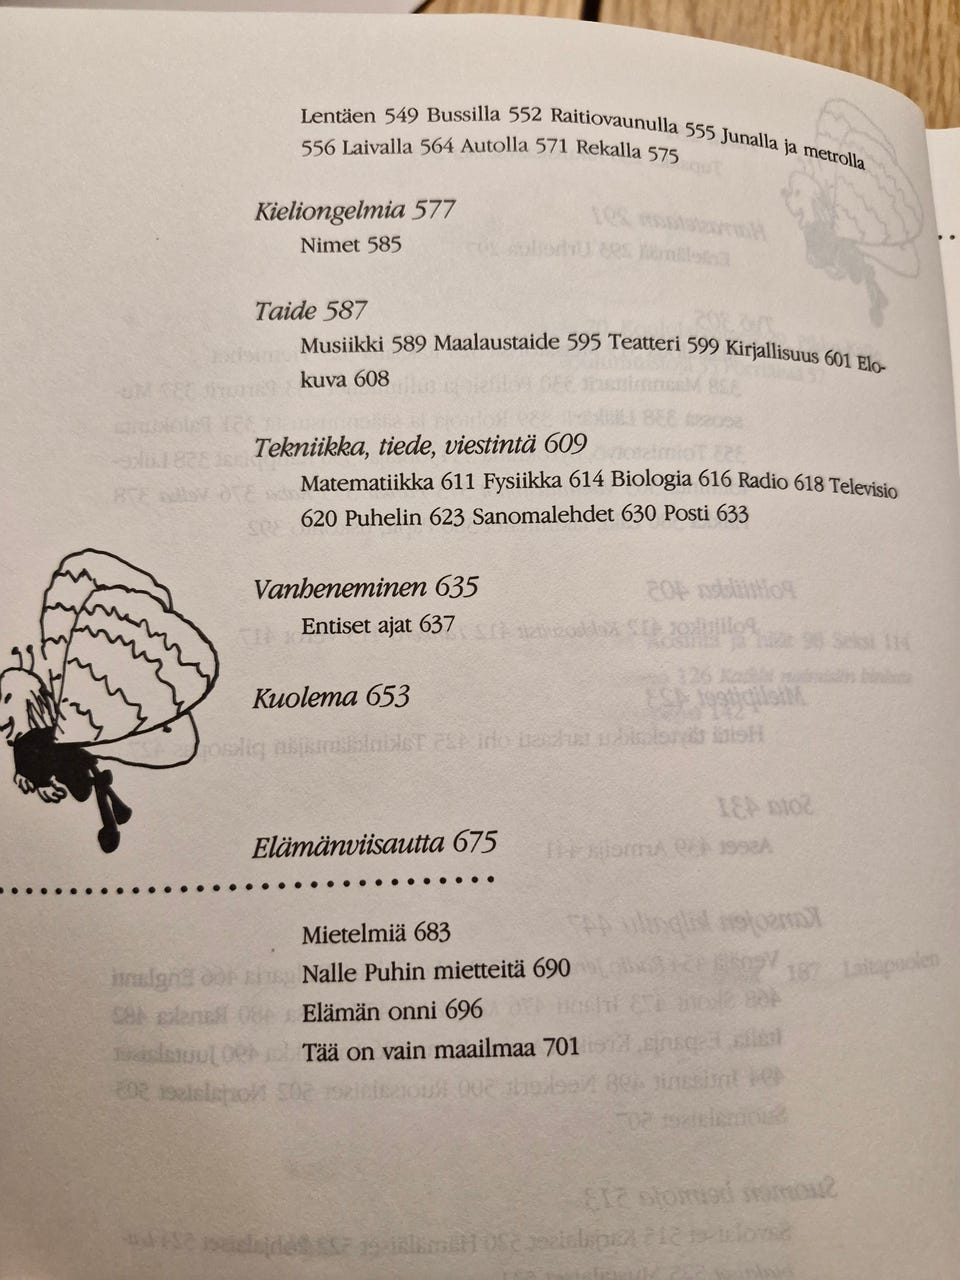 Lentäen 549 Bussilla 552 Raitiovaunulla 555 Junalla ja metrolla
556 Laivalla 564 Autolla 571 Rekalla 575
Kieliongelmia 577
Nimet 585
Taide 587
Musiikki 589 Maalaustaide 595 Teatteri 599 Kirjallisuus 601 Elo-
kuva 608
Tekniikka, tiede, viestintä 609
Matematiikka 611 Fysiikka 614 Biologia 616 Radio 618 Televisio
620 Puhelin 623 Sanomalehdet 630 Posti 633
Vanheneminen 635
Entiset ajat 637
Kuolema 653
Elämänviisautta 675
Mietelmiä 683
Nalle Puhin mietteitä 690
Elämän onni 696
Tää on vain maailmaa 701